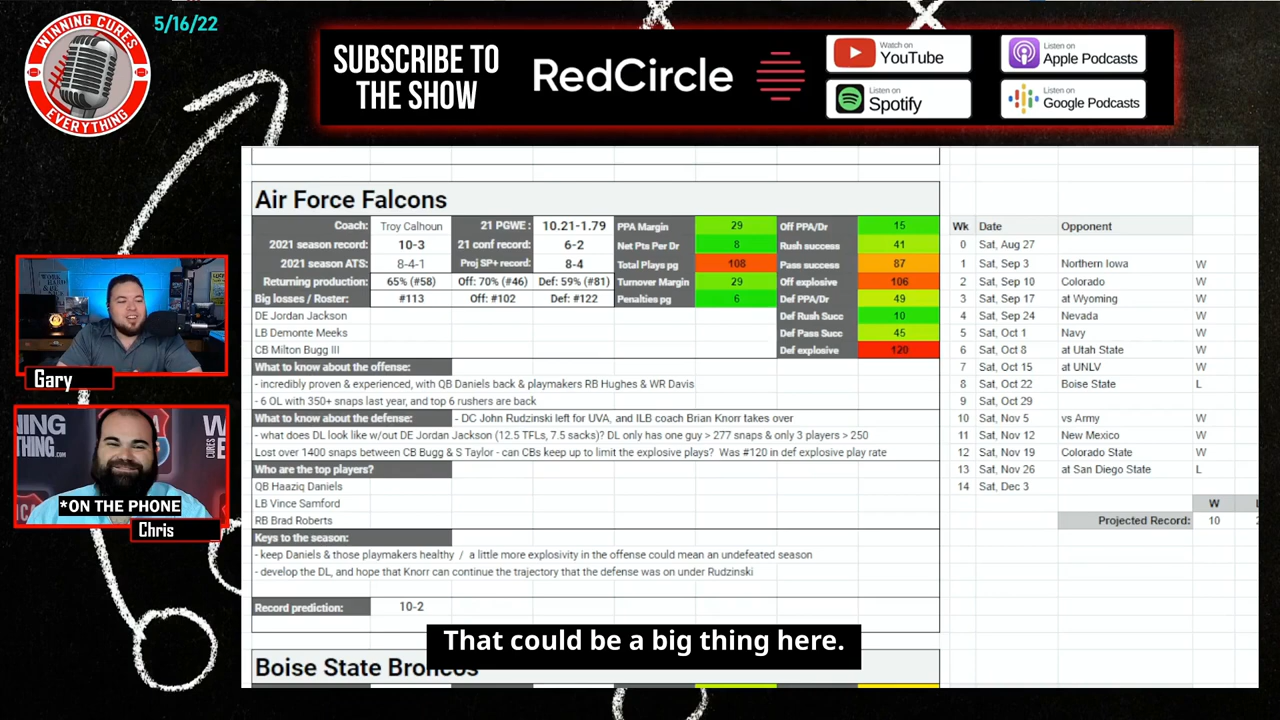 WINNING CURES
EVERYTHING
5/16/22
SUBSCRIBE TO
THE SHOW
RedCircle
Watch on
YouTube
Listen on
Spotify
Listen on
Apple Podcasts
Listen on
Google Podcasts
Air Force Falcons
Coach: Troy Calhoun 21 PGWE : 10.21-1.79 PPA Margin 29 Off PPA/Dr 15
2021 season record: 10-3 21 conf record: 6-2 Net Pts Per Dr 8 Rush success 41
2021 season ATS: 8-4-1 Proj SP+ record: 8-4 Total Plays pg 108 Pass success 87
Returning production: 65% (#58) Off: 70% (#46) Def: 59% (#81) Turnover Margin 29 Off explosive 106
Big losses / Roster: #113 Off: #102 Def: #122 Penalties pg 6 Def PPA/Dr 49
DE Jordan Jackson Def Rush Succ 10
LB Demonte Meeks Def Pass Succ 45
CB Milton Bugg III Def explosive 120
What to know about the offense:
- incredibly proven & experienced, with QB Daniels back & playmakers RB Hughes & WR Davis
- 6 OL with 350+ snaps last year, and top 6 rushers are back
What to know about the defense: - DC John Rudzinski left for UVA, and ILB coach Brian Knorr takes over
- what does DL look like w/out DE Jordan Jackson (12.5 TFLs, 7.5 sacks)? DL only has one guy > 277 snaps & only 3 players > 250
Lost over 1400 snaps between CB Bugg & S Taylor - can CBs keep up to limit the explosive plays? Was #120 in def explosive play rate
Who are the top players?
QB Haaziq Daniels
LB Vince Samford
RB Brad Roberts
Keys to the season:
- keep Daniels & those playmakers healthy / a little more explosivity in the offense could mean an undefeated season
- develop the DL, and hope that Knorr can continue the trajectory that the defense was on under Rudzinski
Record prediction: 10-2
Boise State Broncos
Wk Date Opponent
0 Sat, Aug 27
1 Sat, Sep 3 Northern Iowa W
2 Sat, Sep 10 Colorado W
3 Sat, Sep 17 at Wyoming W
4 Sat, Sep 24 Nevada W
5 Sat, Oct 1 Navy W
6 Sat, Oct 8 at Utah State W
7 Sat, Oct 15 at UNLV W
8 Sat, Oct 22 Boise State L
9 Sat, Oct 29
10 Sat, Nov 5 vs Army W
11 Sat, Nov 12 New Mexico W
12 Sat, Nov 19 Colorado State W
13 Sat, Nov 26 at San Diego State L
14 Sat, Dec 3
W
Projected Record: 10
Gary
*ON THE PHONE
Chris
That could be a big thing here.